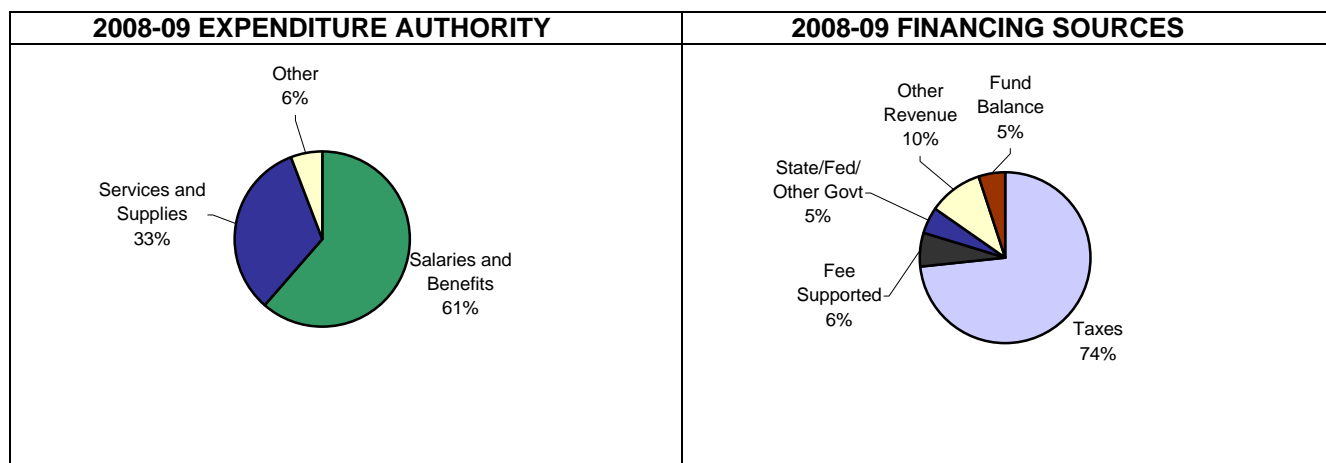 2008-09 EXPENDITURE AUTHORITY
Other
6%
Services and
Supplies
33%
Salaries and
Benefits
61%
2008-09 FINANCING SOURCES
Other
Revenue
10%
Fund
Balance
5%
State/Fed/
Other Govt
5%
Fee
Supported
6%
Taxes
74%